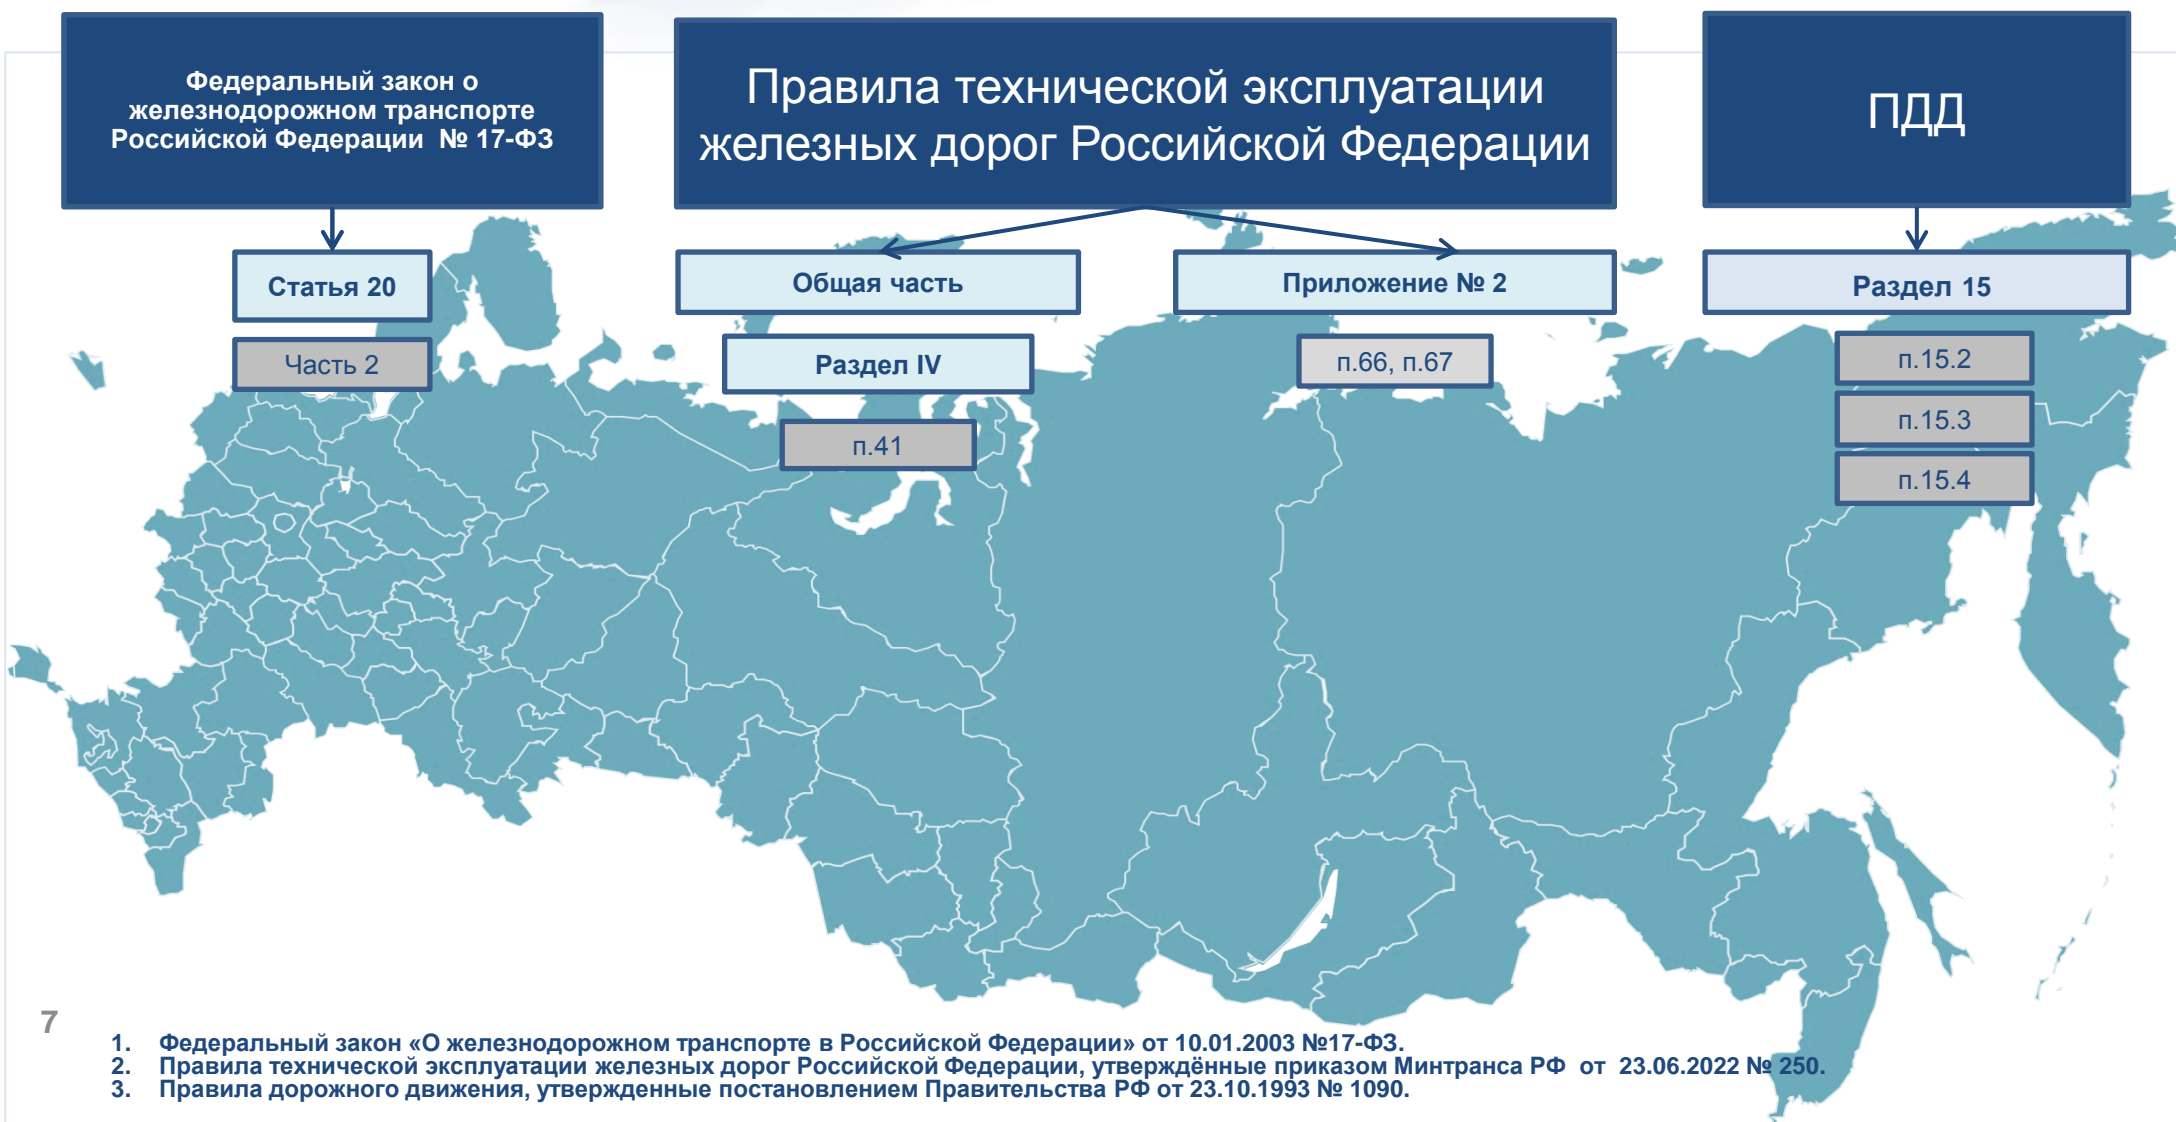 Федеральный закон о
железнодорожном транспорте
Российской Федерации № 17-ФЗ
Правила технической эксплуатации
железных дорог Российской Федерации
ПДД
Статья 20
Общая часть
Приложение № 2
Раздел 15
Часть 2
Раздел IV
п.66, п.67
п.15.2
п.41
п.15.3
п.15.4
7
1. Федеральный закон «О железнодорожном транспорте в Российской Федерации» от 10.01.2003 №17-ФЗ.
2. Правила технической эксплуатации железных дорог Российской Федерации, утверждённые приказом Минтранса РФ от 23.06.2022 № 250.
3. Правила дорожного движения, утвержденные постановлением Правительства РФ от 23.10.1993 № 1090.